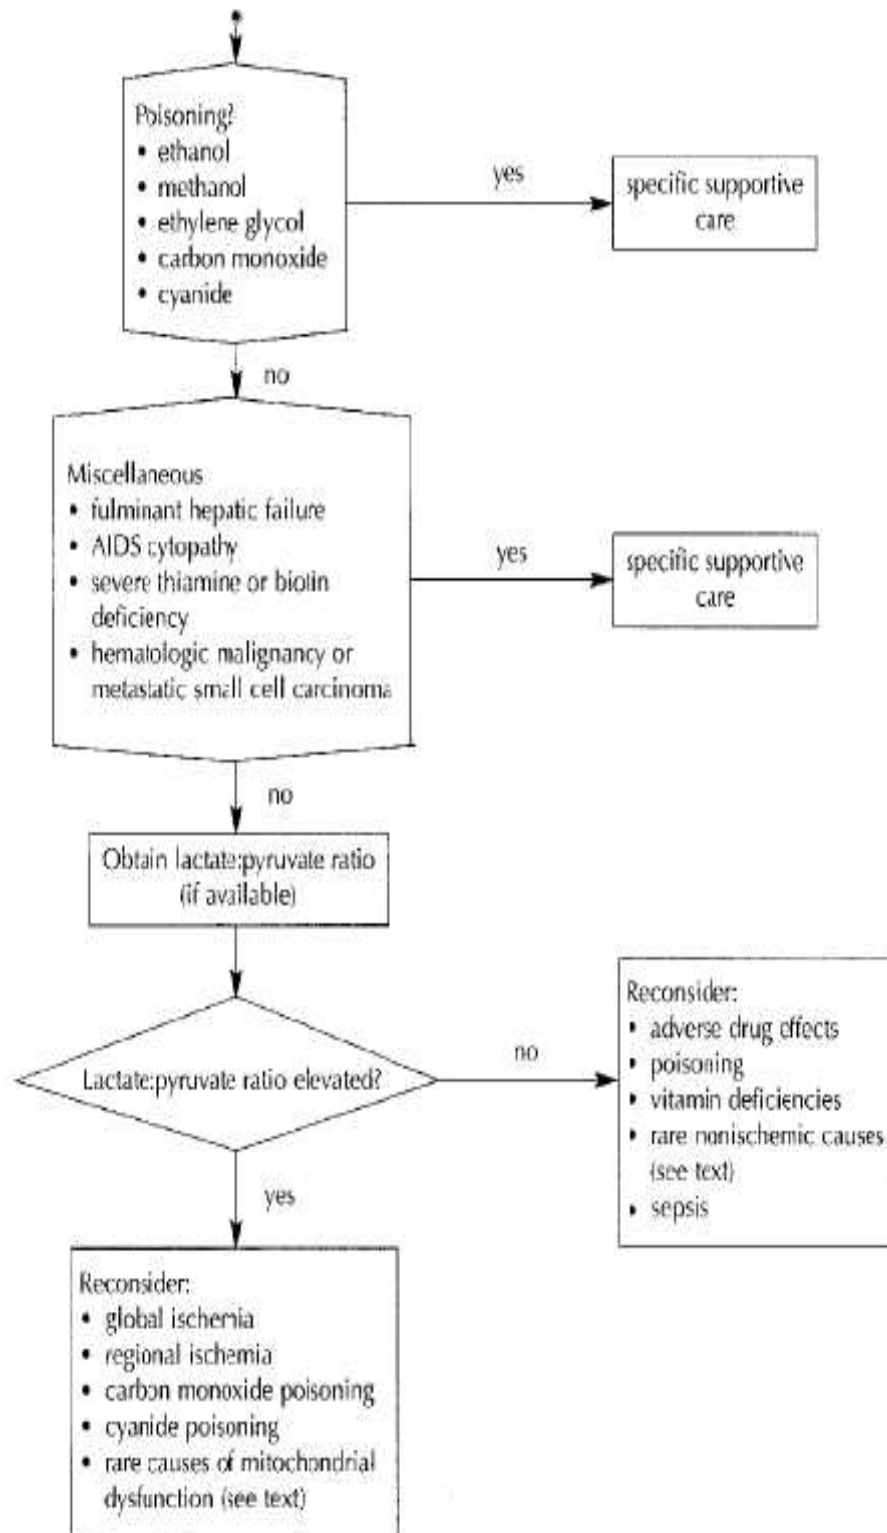 Poisoning?
• ethanol
• methanol
• ethylene glycol
• carbon monoxide
• cyanide
yes
specific supportive
care
no
Miscellaneous
• fulminant hepatic failure
• AIDS cytopathy
• severe thiamine or biotin
deficiency
• hematologic malignancy or
metastatic small cell carcinoma
yes
specific supportive
care
no
Obtain lactate:pyruvate ratio
(if available)
Lactate:pyruvate ratio elevated?
no
Reconsider:
• adverse drug effects
• poisoning
• vitamin deficiencies
• rare nonischemic causes
(see text)
• sepsis
yes
Reconsider:
• global ischemia
• regional ischemia
• carbon monoxide poisoning
• cyanide poisoning
• rare causes of mitochondrial
dysfunction (see text)